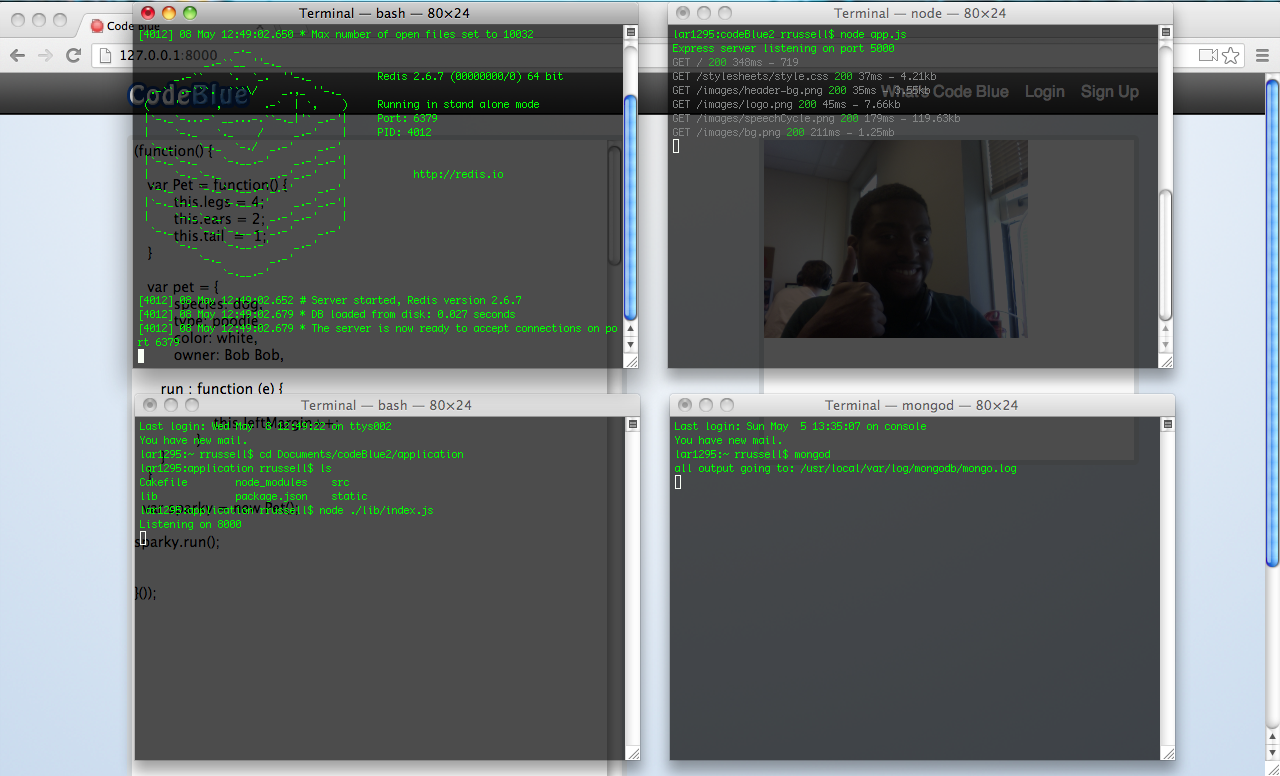 Terminal — bash — 80×24
[4012] 08 May 12:49:02.650 * Max number of open files set to 10032
Redis 2.6.7 (00000000/0) 64 bit
Running in stand alone mode
Port: 6379
PID: 4012
http://redis.io
[4012] 08 May 12:49:02.652 # Server started, Redis version 2.6.7
[4012] 08 May 12:49:02.679 * DB loaded from disk: 0.027 seconds
[4012] 08 May 12:49:02.679 * The server is now ready to accept connections on po
rt 6379
Terminal — node — 80×24
lar1295:codeBlue2 rrussell$ node app.js
Express server listening on port 5000
GET / 200 348ms – 719
GET /stylesheets/style.css 200 37ms – 4.21kb
GET /images/header-bg.png 200 35ms – 3.55kb
GET /images/logo.png 200 45ms – 7.66kb
GET /images/speechCycle.png 200 179ms – 119.63kb
GET /images/bg.png 200 211ms – 1.25mb
Terminal — bash — 80×24
Last login: Wed May  8 12:49:22 on ttys002
You have new mail.
lar1295:~ rrussell$ cd Documents/codeBlue2/application
lar1295:application rrussell$ ls
Cakefile node_modules src
lib package.json static
lar1295:application rrussell$ node ./lib/index.js
Listening on 8000
Terminal — mongod — 80×24
Last login: Sun May  5 13:35:07 on console
You have new mail.
lar1295:~ rrussell$ mongod
all output going to: /usr/local/var/log/mongodb/mongo.log
Code Blue
127.0.0.1:8000
CodeBlue
Code Blue Login Sign Up
(function() {
var Pet = function() {
this.legs = 4;
this.ears = 2;
this.tail = 1;
}
var pet = {
species: dog,
type: poodle,
color: white,
owner: Bob Bob,
run : function (e) {
}
sparky.run();
}());